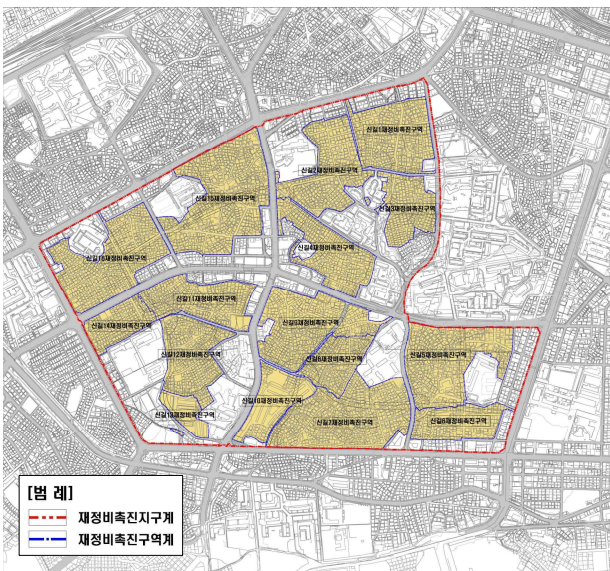 신길1재정비촉진구역
신길2재정비촉진구역
신길15재정비촉진구역
신길3재정비촉진구역
신길4재정비촉진구역
신길16재정비촉진구역
신길11재정비촉진구역
신길14재정비촉진구역
신길9재정비촉진구역
신길12재정비촉진구역
신길8재정비촉진구역
신길5재정비촉진구역
신길10재정비촉진구역
신길13재정비촉진구역
신길7재정비촉진구역
신길6재정비촉진구역
[범 례]
재정비촉진지구계
재정비촉진구역계